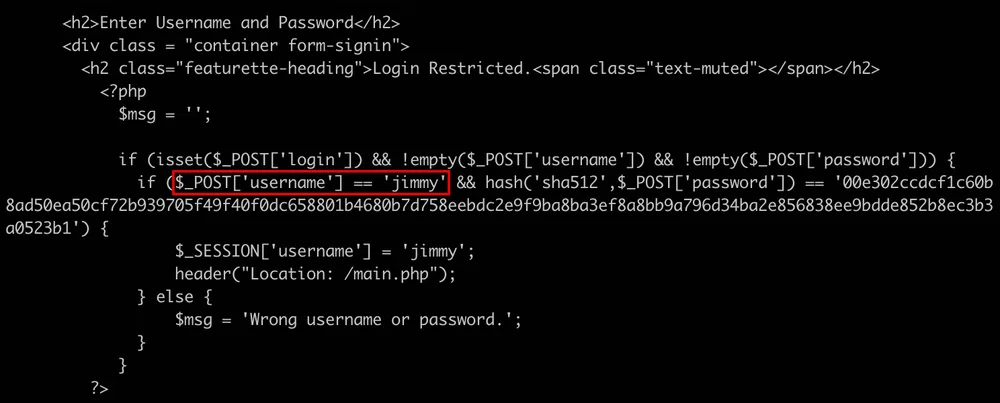 <h2>Enter Username and Password</h2>
<div class = "container form-signin">
<h2 class="featurette-heading">Login Restricted.<span class="text-muted"></span></h2>
<?php
$msg = '';
if (isset($_POST['login']) && !empty($_POST['username']) && !empty($_POST['password'])) {
if ($_POST['username'] == 'jimmy' && hash('sha512',$_POST['password']) == '00e302ccdcf1c60b
8ad50ea50cf72b939705f49f40f0dc658801b4680b7d758eebdc2e9f9ba8ba3ef8a8bb9a796d34ba2e856838ee9bdde852b8ec3b3
a0523b1') {
$_SESSION['username'] = 'jimmy';
header("Location: /main.php");
} else {
$msg = 'Wrong username or password.';
}
}
?>